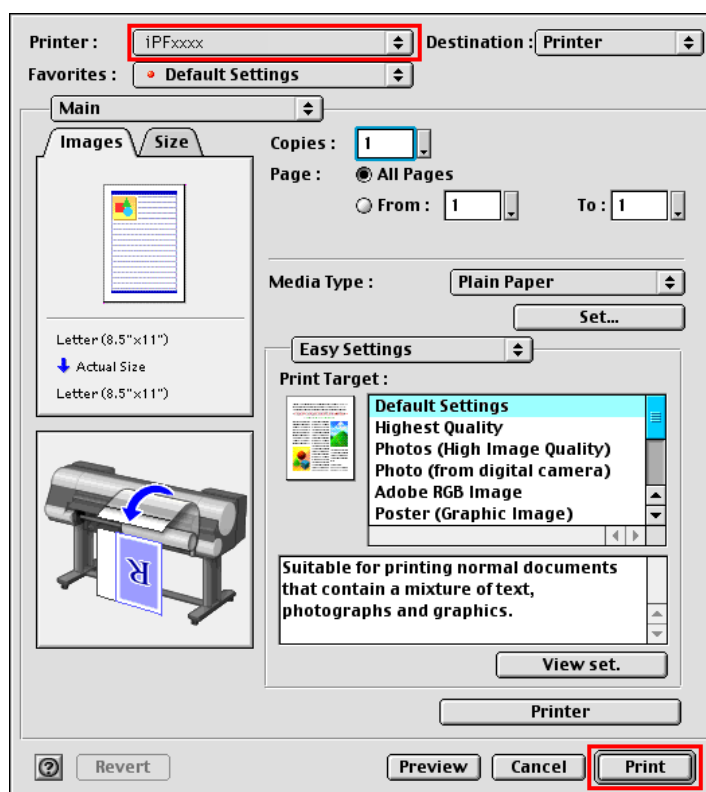 Printer : iPFxxxx Destination : Printer
Favorites : Default Settings
Main
Images Size
Copies : 1
Page : All Pages
From : 1 To : 1
Media Type : Plain Paper
Set...
Letter (8.5"x11")
Actual Size
Letter (8.5"x11")
Easy Settings
Print Target :
Default Settings
Highest Quality
Photos (High Image Quality)
Photo (from digital camera)
Adobe RGB Image
Poster (Graphic Image)
R
Suitable for printing normal documents
that contain a mixture of text,
photographs and graphics.
View set.
Printer
? Revert Preview Cancel Print